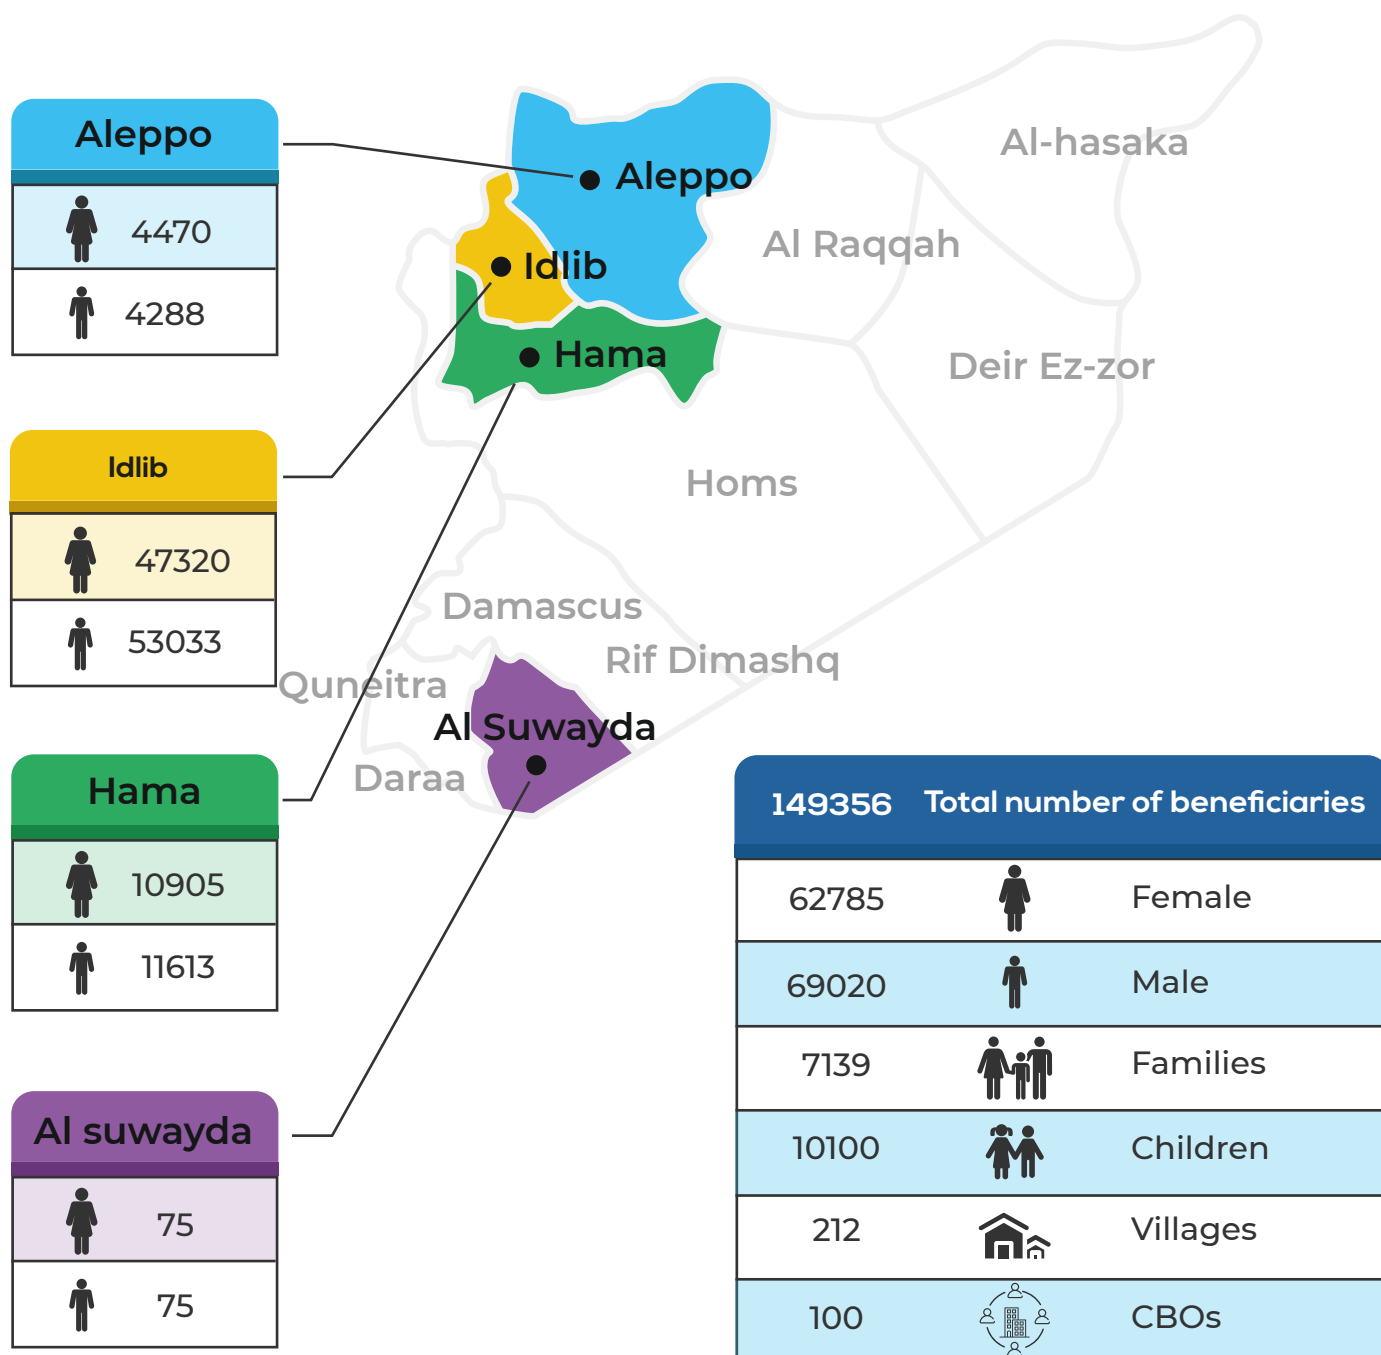 Aleppo
4470
4288
Idlib
47320
53033
Hama
10905
11613
Al suwayda
75
75
Al-hasaka
Aleppo
Al Raqqah
Idlib
Hama
Deir Ez-zor
Homs
Damascus
Rif Dimashq
Quneitra
Al Suwayda
Daraa
149356 Total number of beneficiaries
62785 Female
69020 Male
7139 Families
10100 Children
212 Villages
100 CBOs